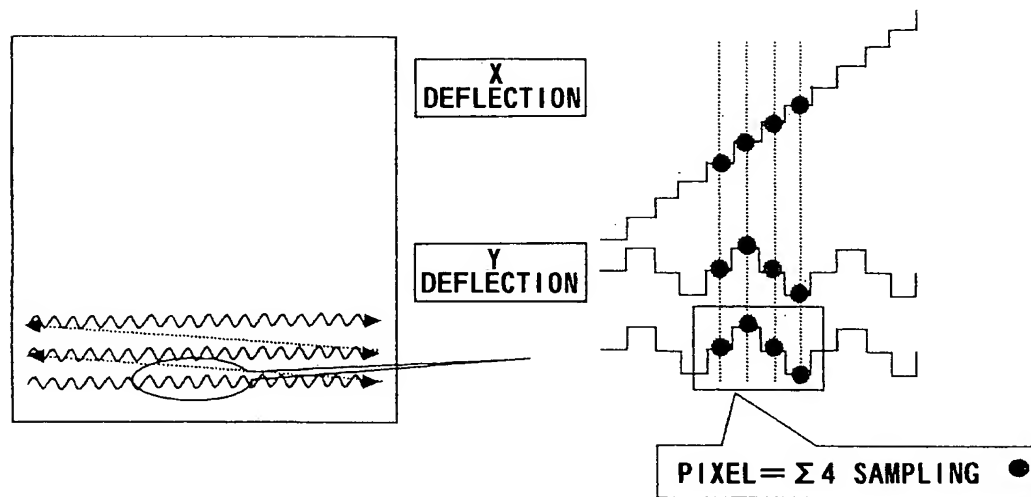 X
DEFLECTION
Y
DEFLECTION
PIXEL=Σ4 SAMPLING ●